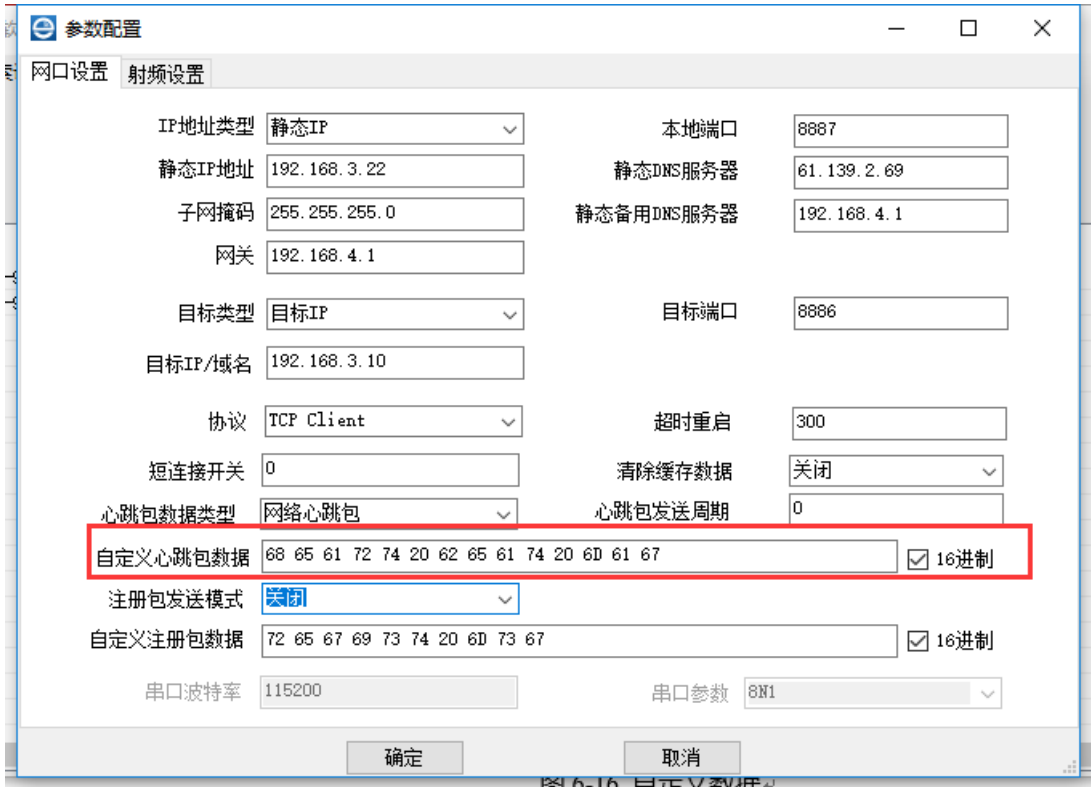 参数配置
网口设置 射频设置
IP地址类型 静态IP 本地端口 8887
静态IP地址 192.168.3.22 静态DNS服务器 61.139.2.69
子网掩码 255.255.255.0 静态备用DNS服务器 192.168.4.1
网关 192.168.4.1
目标类型 目标IP 目标端口 8886
目标IP/域名 192.168.3.10
协议 TCP Client 超时重启 300
短连接开关 0 清除缓存数据 关闭
心跳包数据类型 网络心跳包 心跳包发送周期 0
自定义心跳包数据 68 65 61 72 74 20 62 65 61 74 20 6D 61 67 16进制
注册包发送模式 关闭
自定义注册包数据 72 65 67 69 73 74 20 6D 73 67 16进制
串口波特率 115200 串口参数 8N1
确定 取消
图 6-16 自定义数据